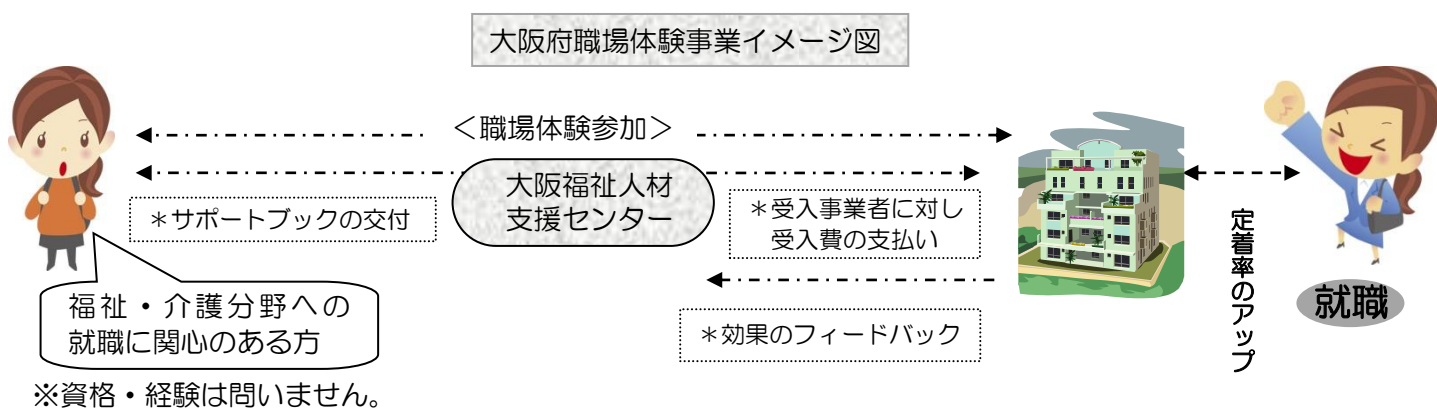 大阪府職場体験事業イメージ図
＜職場体験参加＞
大阪福祉人材
支援センター
＊サポートブックの交付
＊受入事業者に対し
受入費の支払い
＊効果のフィードバック
定着率のアップ
就職
福祉・介護分野への
就職に関心のある方
※資格・経験は問いません。